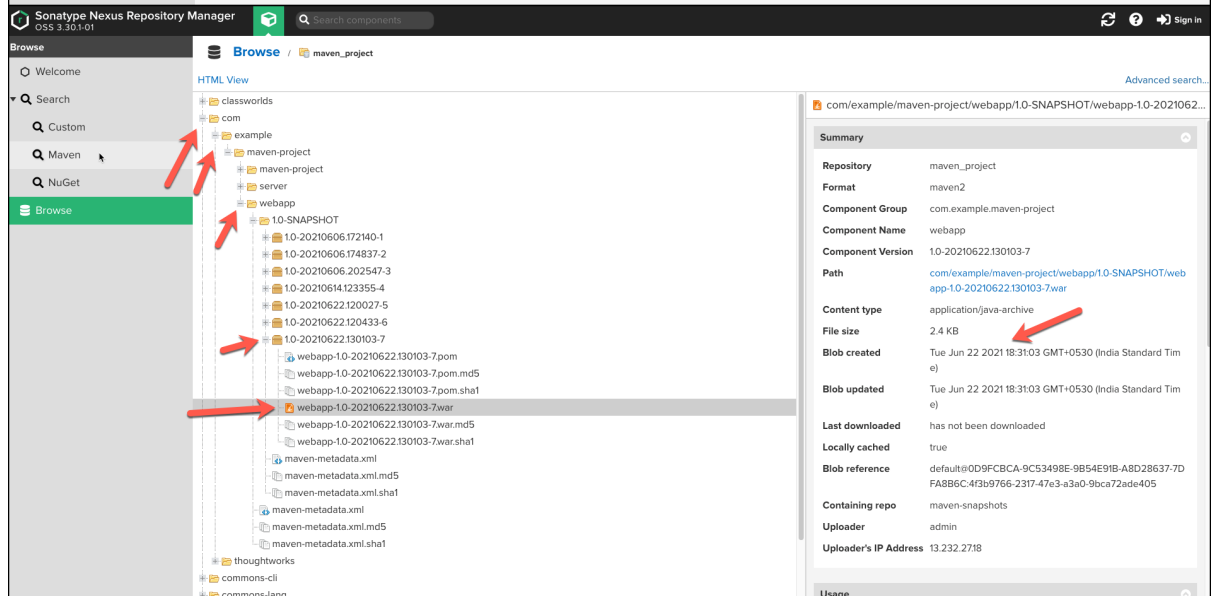 Sonatype Nexus Repository Manager
OSS 3.30.1-01
Search components
Sign in
Browse
Welcome
Search
Custom
Maven
NuGet
Browse
Browse / maven_project
HTML View
Advanced search...
classworlds
com
example
maven-project
maven-project
server
webapp
1.0-SNAPSHOT
1.0-20210606.172140-1
1.0-20210606.174837-2
1.0-20210606.202547-3
1.0-20210614.123355-4
1.0-20210622.120027-5
1.0-20210622.120433-6
1.0-20210622.130103-7
webapp-1.0-20210622.130103-7.pom
webapp-1.0-20210622.130103-7.pom.md5
webapp-1.0-20210622.130103-7.pom.sha1
webapp-1.0-20210622.130103-7.war
webapp-1.0-20210622.130103-7.war.md5
webapp-1.0-20210622.130103-7.war.sha1
maven-metadata.xml
maven-metadata.xml.md5
maven-metadata.xml.sha1
maven-metadata.xml
maven-metadata.xml.md5
maven-metadata.xml.sha1
thoughtworks
commons-cli
commons-lang
com/example/maven-project/webapp/1.0-SNAPSHOT/webapp-1.0-2021062...
Summary
Repository maven_project
Format maven2
Component Group com.example.maven-project
Component Name webapp
Component Version 1.0-20210622.130103-7
Path com/example/maven-project/webapp/1.0-SNAPSHOT/web
app-1.0-20210622.130103-7.war
Content type application/java-archive
File size 2.4 KB
Blob created Tue Jun 22 2021 18:31:03 GMT+0530 (India Standard Tim
e)
Blob updated Tue Jun 22 2021 18:31:03 GMT+0530 (India Standard Tim
e)
Last downloaded has not been downloaded
Locally cached true
Blob reference default@0D9FCBCA-9C53498E-9B54E91B-A8D28637-7D
FA8B6C:4f3b9766-2317-47e3-a3a0-9bca72ade405
Containing repo maven-snapshots
Uploader admin
Uploader's IP Address 13.232.27.18
Usage